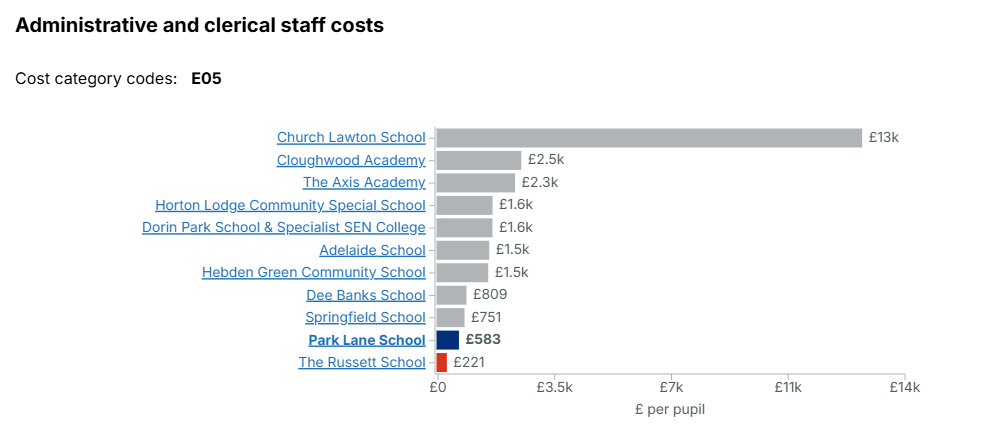 Administrative and clerical staff costs
Cost category codes: E05
Church Lawton School £13k
Cloughwood Academy £2.5k
The Axis Academy £2.3k
Horton Lodge Community Special School £1.6k
Dorin Park School & Specialist SEN College £1.6k
Adelaide School £1.5k
Hebden Green Community School £1.5k
Dee Banks School £809
Springfield School £751
Park Lane School £583
The Russett School £221
£0 £3.5k £7k £11k £14k
£ per pupil